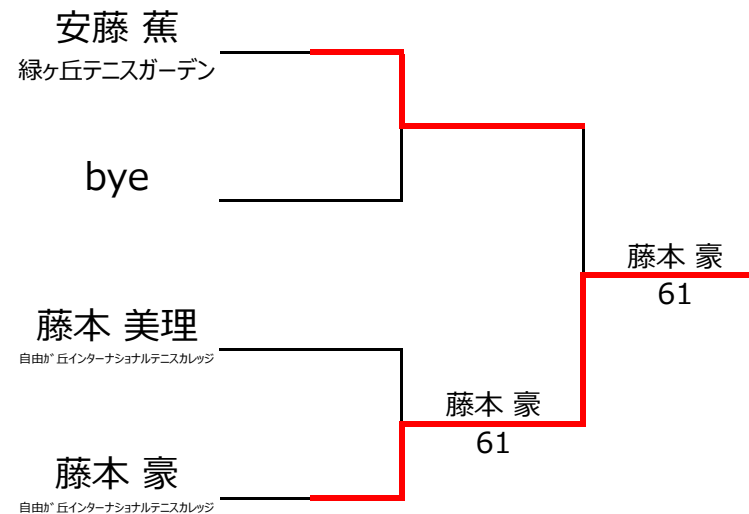 安藤 蕉
緑ヶ丘テニスガーデン
bye
藤本 豪
61
藤本 美理
自由が丘インターナショナルテニスカレッジ
藤本 豪
61
藤本 豪
自由が丘インターナショナルテニスカレッジ